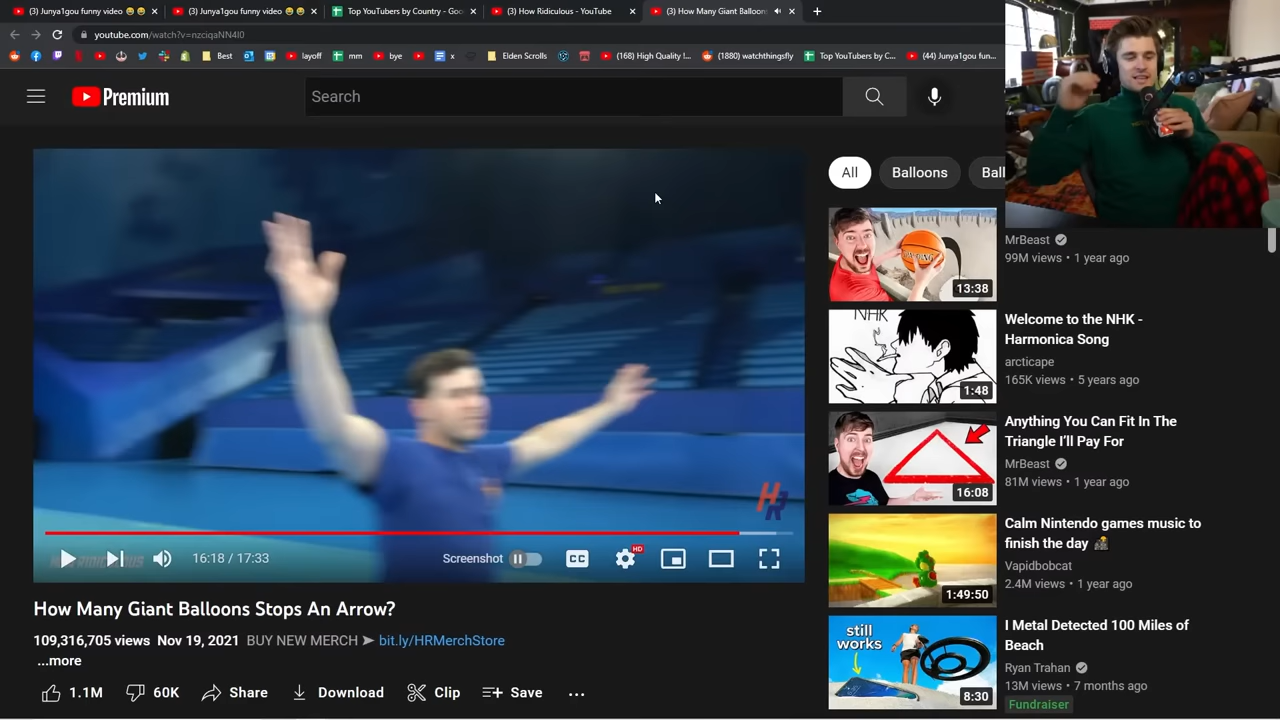 (3) Junya1gou funny video 😄 😄
(3) Junya1gou funny video 😄 😄
Top YouTubers by Country - Goo
(3) How Ridiculous - YouTube
(3) How Many Giant Balloons
youtube.com/watch?v=nzciqaNN4l0
Best
layoff
mm
bye
x
Elden Scrolls
(168) High Quality !...
(1880) watchthingsfly
Top YouTubers by C...
(44) Junya1gou fun...
Premium
Search
All
Balloons
Ball
13:38
MrBeast
99M views • 1 year ago
NHK
1:48
Welcome to the NHK -
Harmonica Song
arcticape
165K views • 5 years ago
16:08
Anything You Can Fit In The
Triangle I'll Pay For
MrBeast
81M views • 1 year ago
1:49:50
Calm Nintendo games music to
finish the day
Vapidbobcat
2.4M views • 1 year ago
still
works
8:30
I Metal Detected 100 Miles of
Beach
Ryan Trahan
13M views • 7 months ago
Fundraiser
HR
16:18 / 17:33
Screenshot
CC
HD
How Many Giant Balloons Stops An Arrow?
109,316,705 views Nov 19, 2021 BUY NEW MERCH ➤ bit.ly/HRMerchStore
...more
1.1M
60K
Share
Download
Clip
Save